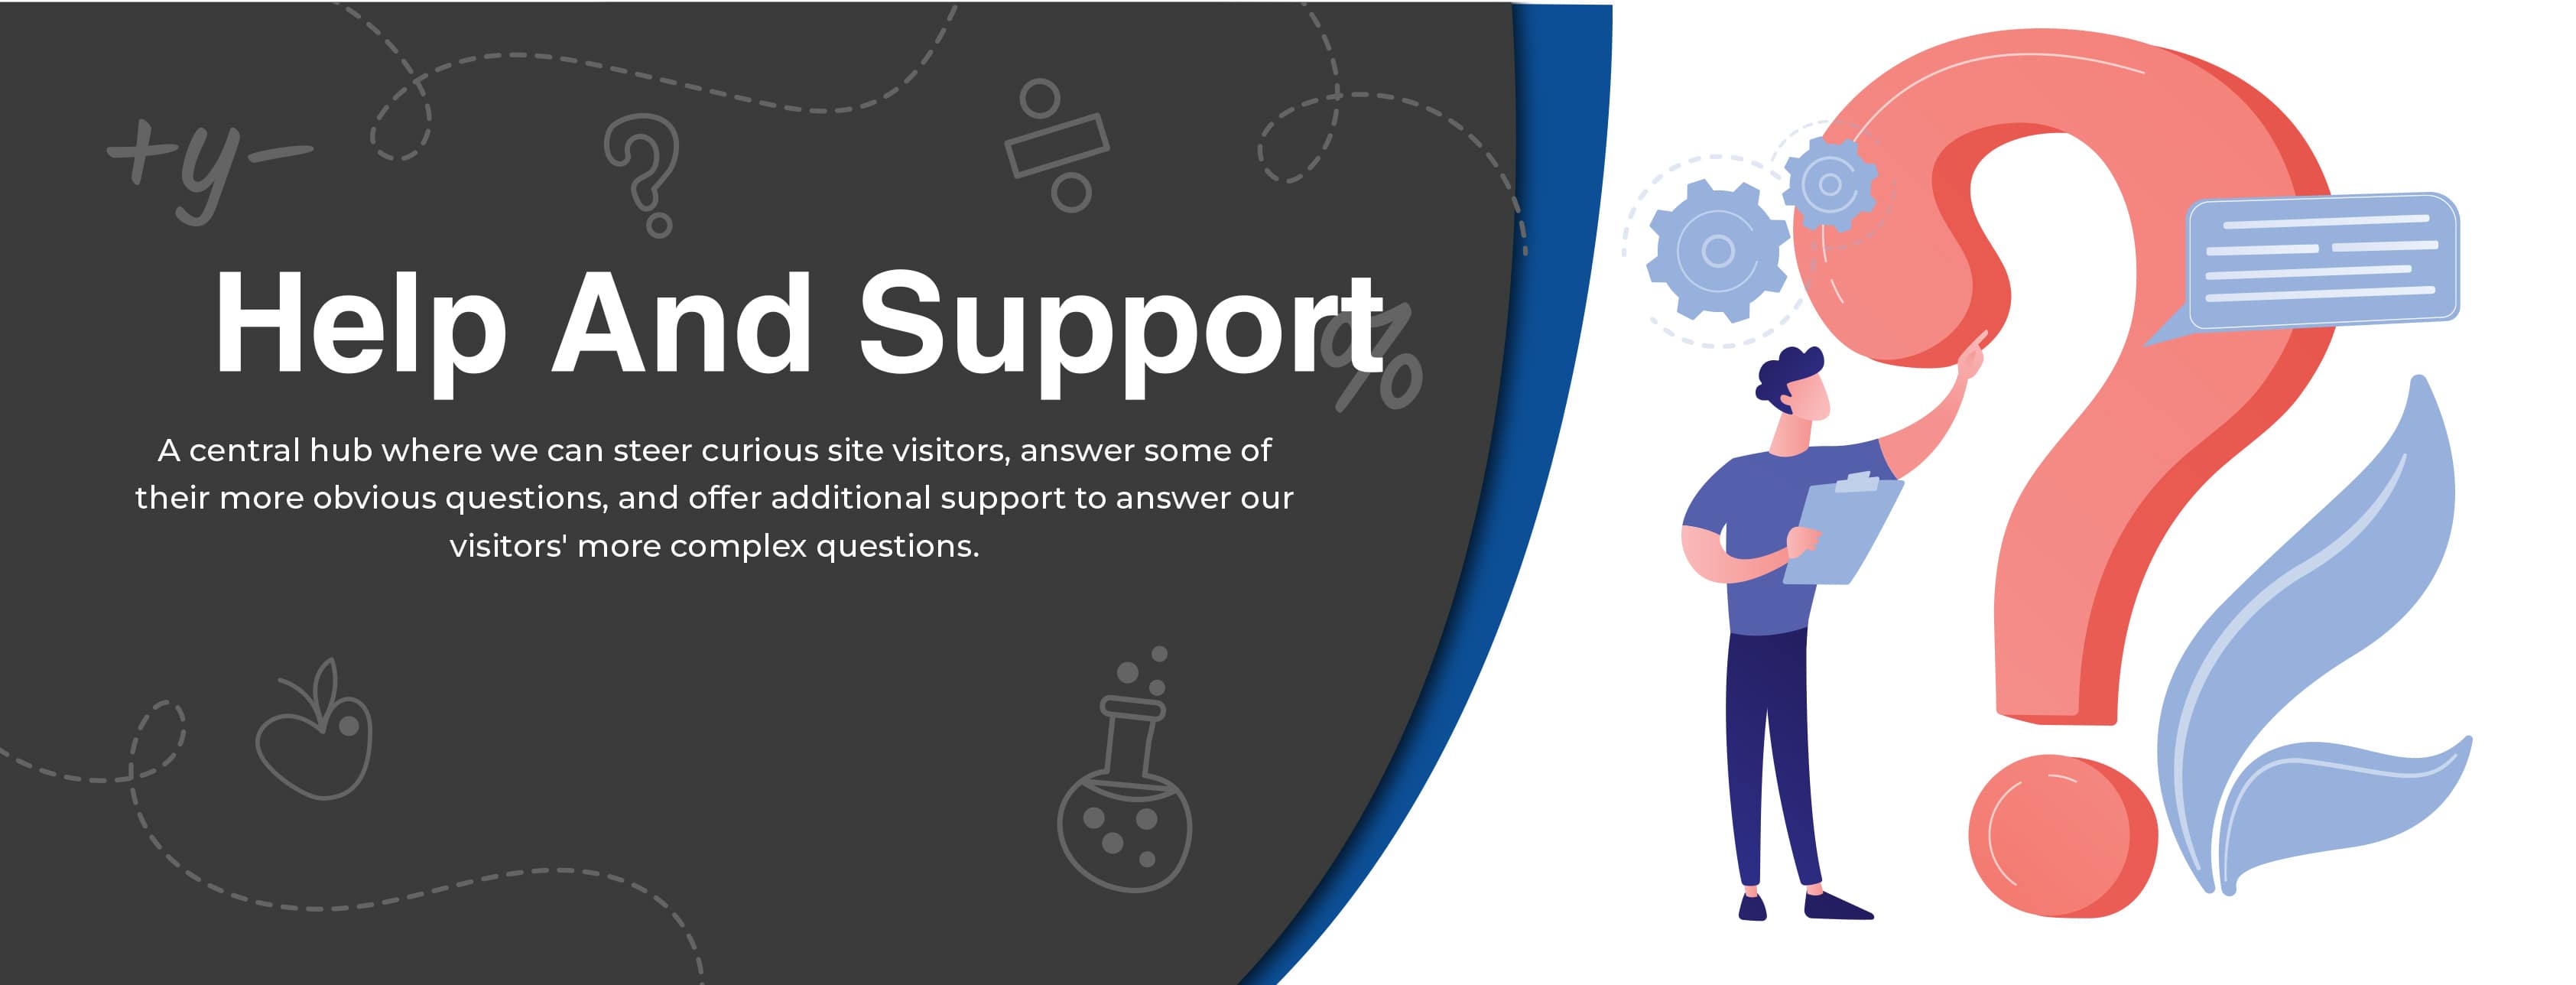 +y-
Help And Support
%
A central hub where we can steer curious site visitors, answer some of
their more obvious questions, and offer additional support to answer our
visitors' more complex questions.